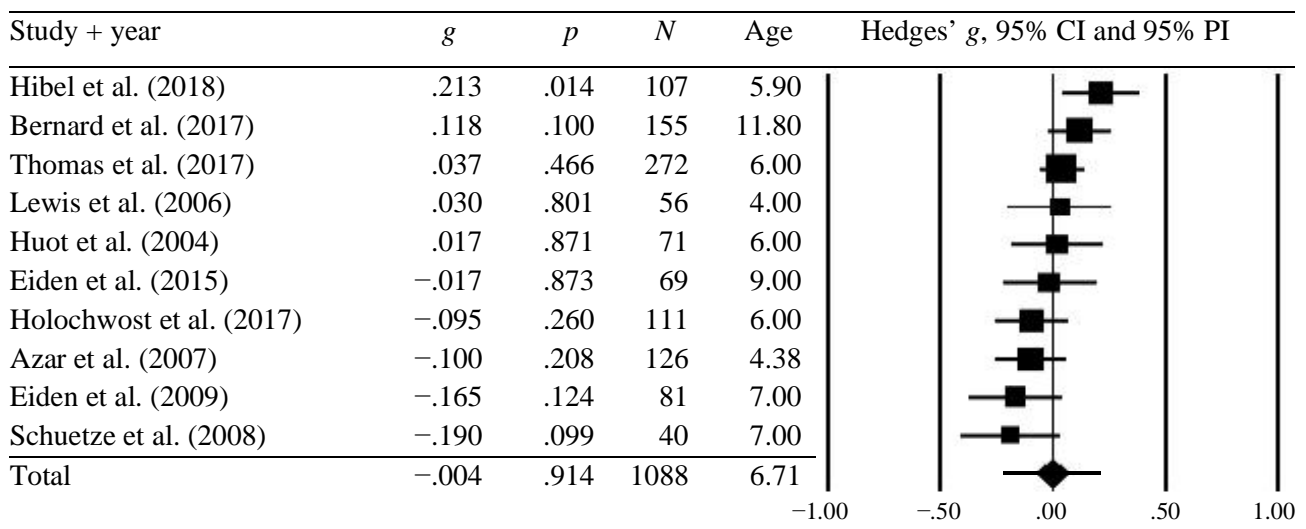 Study + year g p N Age Hedges’ g, 95% CI and 95% PI
Hibel et al. (2018) .213 .014 107 5.90
Bernard et al. (2017) .118 .100 155 11.80
Thomas et al. (2017) .037 .466 272 6.00
Lewis et al. (2006) .030 .801 56 4.00
Huot et al. (2004) .017 .871 71 6.00
Eiden et al. (2015) −.017 .873 69 9.00
Holochwost et al. (2017) −.095 .260 111 6.00
Azar et al. (2007) −.100 .208 126 4.38
Eiden et al. (2009) −.165 .124 81 7.00
Schuetze et al. (2008) −.190 .099 40 7.00
Total −.004 .914 1088 6.71
−1.00 −.50 .00 .50 1.00